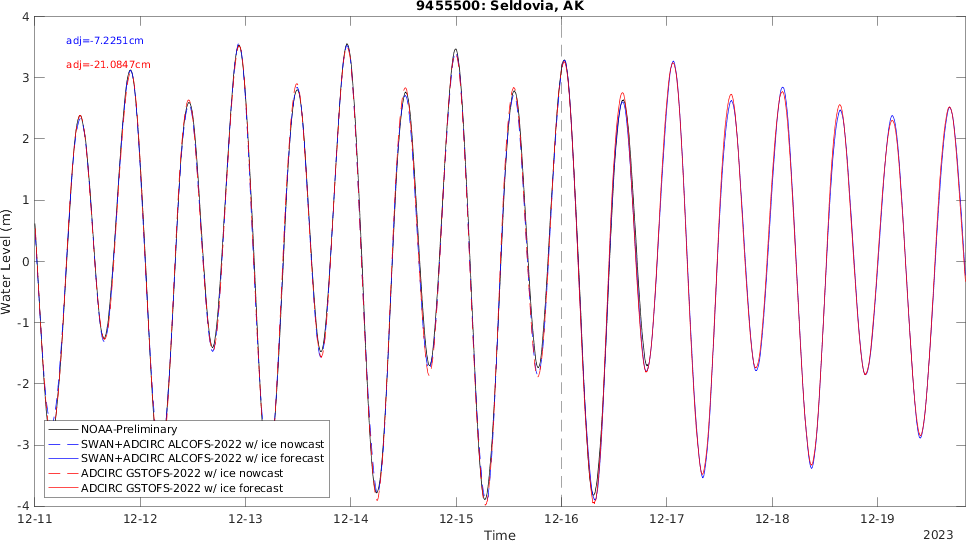 9455500: Seldovia, AK
adj=-7.2251cm
adj=-21.0847cm
4
3
2
1
0
-1
-2
-3
-4
Water Level (m)
NOAA-Preliminary
SWAN+ADCIRC ALCOFS-2022 w/ ice nowcast
SWAN+ADCIRC ALCOFS-2022 w/ ice forecast
ADCIRC GSTOFS-2022 w/ ice nowcast
ADCIRC GSTOFS-2022 w/ ice forecast
12-11 12-12 12-13 12-14 12-15 12-16 12-17 12-18 12-19
Time
2023